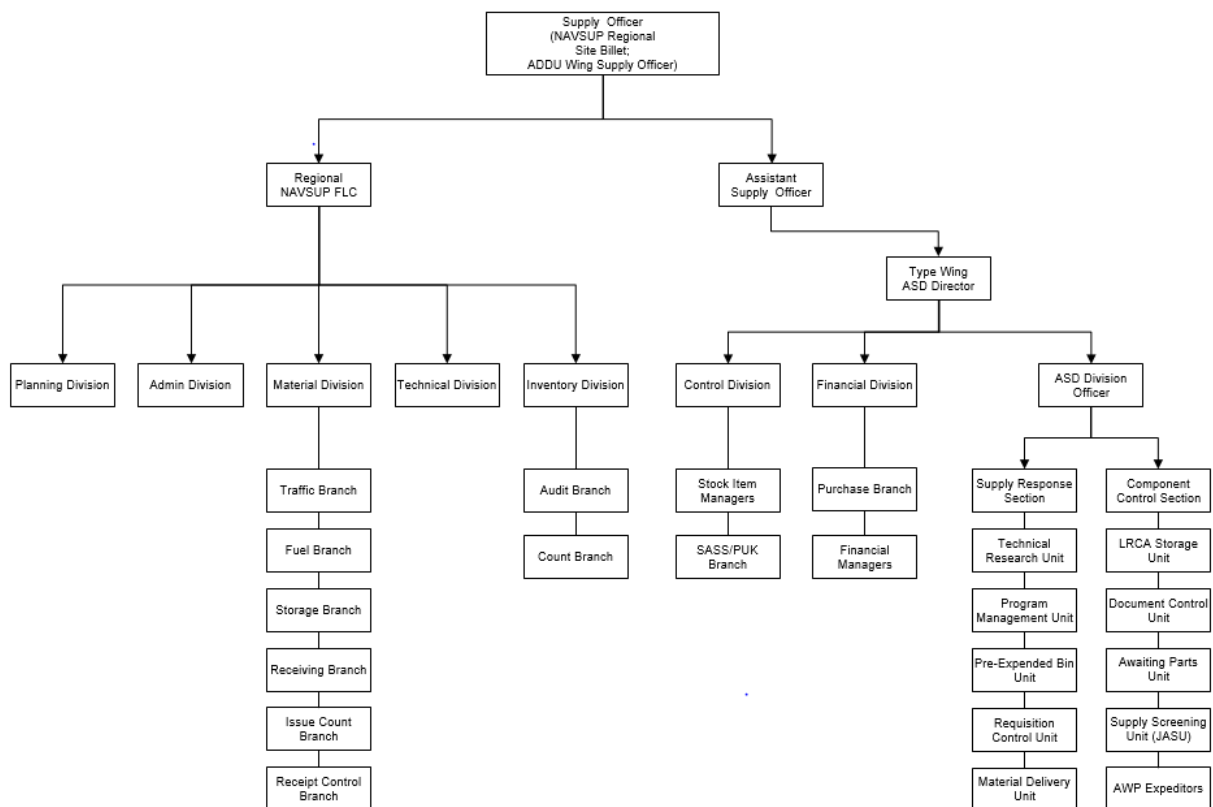 Supply Officer
(NAVSUP Regional
Site Billet;
ADDU Wing Supply Officer)
Regional
NAVSUP FLC
Assistant
Supply Officer
Type Wing
ASD Director
Planning Division
Admin Division
Material Division
Technical Division
Inventory Division
Control Division
Financial Division
ASD Division
Officer
Traffic Branch
Fuel Branch
Storage Branch
Receiving Branch
Issue Count
Branch
Receipt Control
Branch
Audit Branch
Count Branch
Stock Item
Managers
SASS/PUK
Branch
Purchase Branch
Financial
Managers
Supply Response
Section
Technical
Research Unit
Program
Management Unit
Pre-Expended Bin
Unit
Requisition
Control Unit
Material Delivery
Unit
Component
Control Section
LRCA Storage
Unit
Document Control
Unit
Awaiting Parts
Unit
Supply Screening
Unit (JASU)
AWP Expeditors